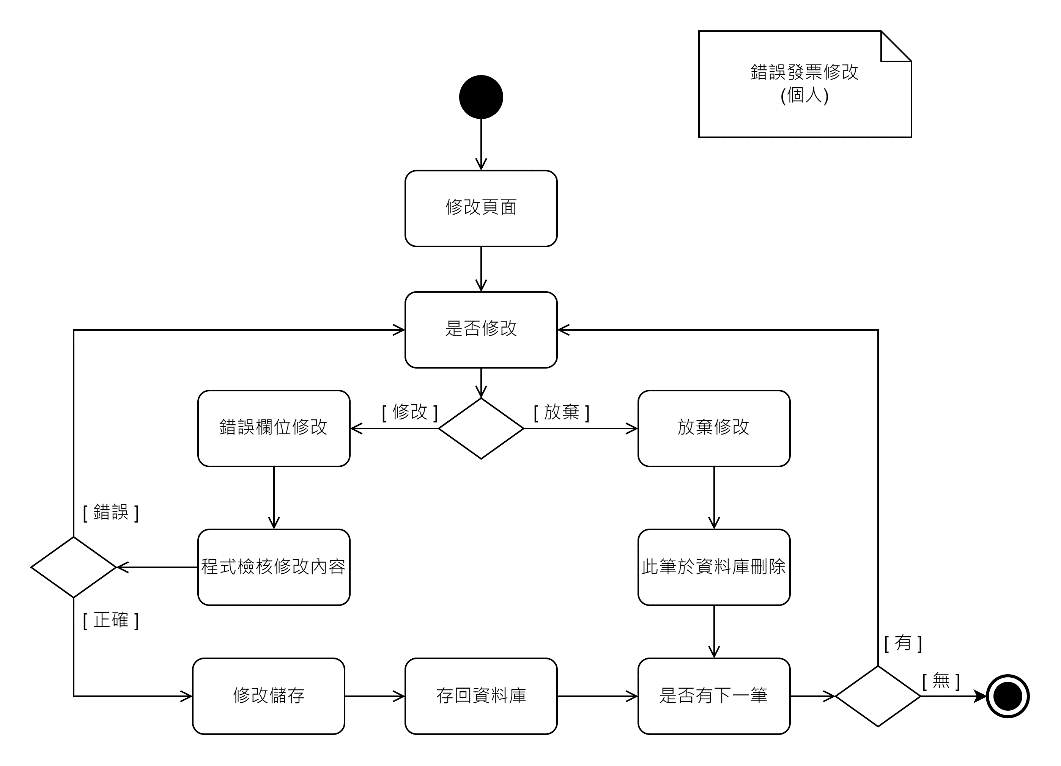 錯誤發票修改
(個人)
修改頁面
是否修改
[ 修改 ]
[ 放棄 ]
錯誤欄位修改
放棄修改
[ 錯誤 ]
程式檢核修改內容
此筆於資料庫刪除
[ 正確 ]
[ 有 ]
修改儲存
存回資料庫
是否有下一筆
[ 無 ]